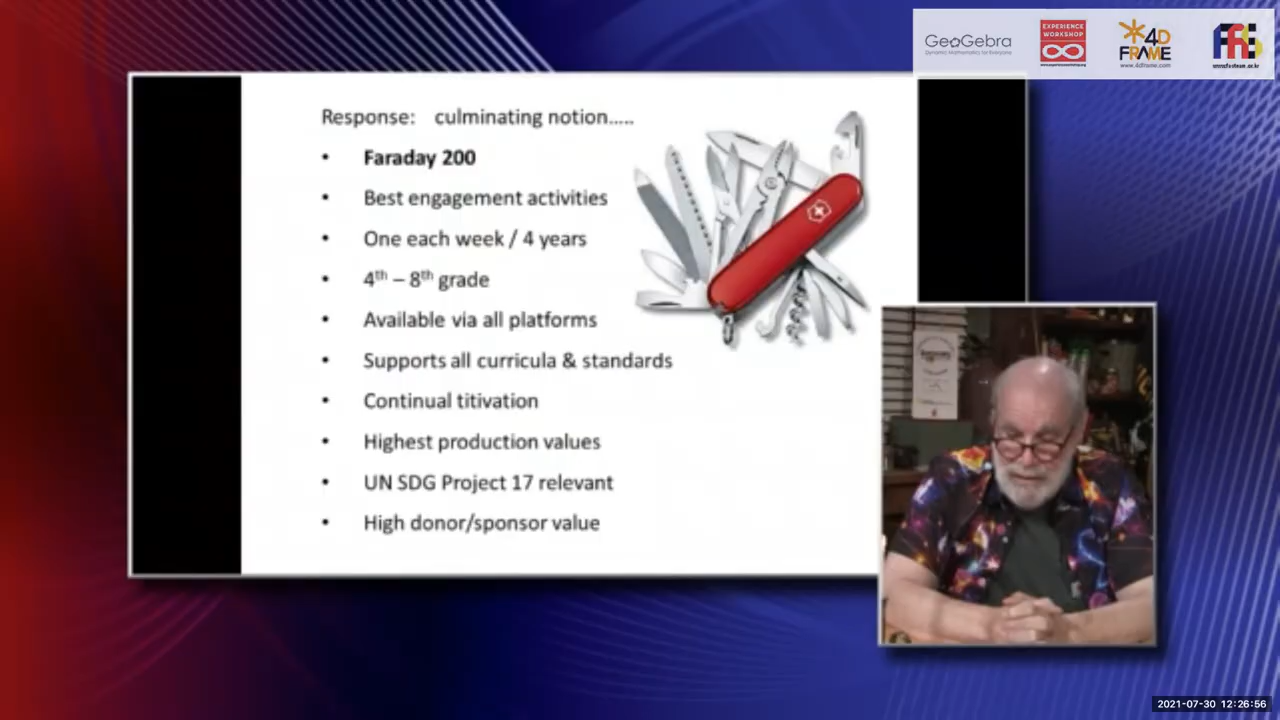 GeoGebra
Dynamic Mathematics for Everyone
EXPERIENCE
WORKSHOP
4D
FRAME
www.4dframe.com
Response: culminating notion.....
• Faraday 200
• Best engagement activities
• One each week / 4 years
• 4th – 8th grade
• Available via all platforms
• Supports all curricula & standards
• Continual titivation
• Highest production values
• UN SDG Project 17 relevant
• High donor/sponsor value
2021-07-30 12:26:56